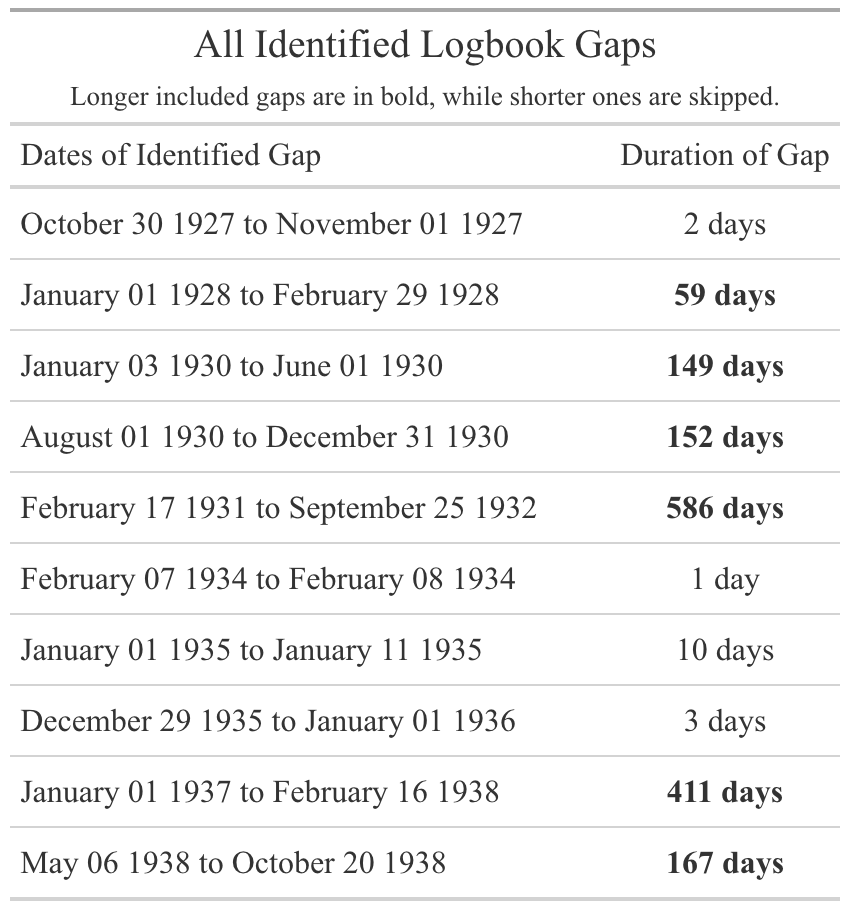 All Identified Logbook Gaps
Longer included gaps are in bold, while shorter ones are skipped.
Dates of Identified Gap Duration of Gap
October 30 1927 to November 01 1927 2 days
January 01 1928 to February 29 1928 59 days
January 03 1930 to June 01 1930 149 days
August 01 1930 to December 31 1930 152 days
February 17 1931 to September 25 1932 586 days
February 07 1934 to February 08 1934 1 day
January 01 1935 to January 11 1935 10 days
December 29 1935 to January 01 1936 3 days
January 01 1937 to February 16 1938 411 days
May 06 1938 to October 20 1938 167 days